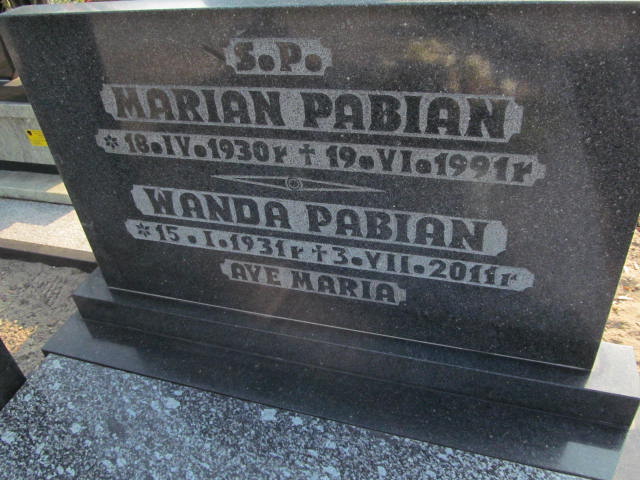 S.P.
MARIAN PABIAN
* 18.IV.1930r + 19.VI.1991r
WANDA PABIAN
* 15.I.1931r + 3.VII.2011r
AVE MARIA